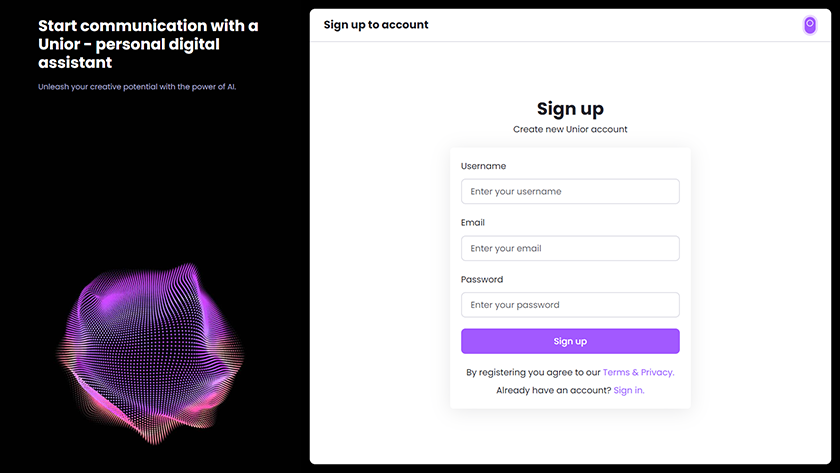 Start communication with a
Unior - personal digital
assistant
Unleash your creative potential with the power of AI.
Sign up to account
Sign up
Create new Unior account
Username
Enter your username
Email
Enter your email
Password
Enter your password
Sign up
By registering you agree to our Terms & Privacy.
Already have an account? Sign in.